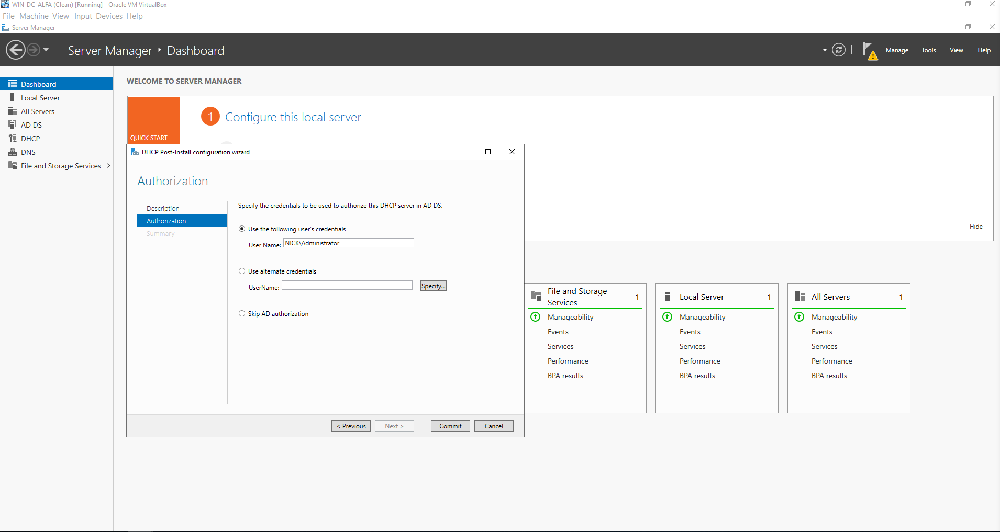 WIN-DC-ALFA (Clean) [Running] - Oracle VM VirtualBox
File Machine View Input Devices Help
Server Manager
Server Manager Dashboard
Manage Tools View Help
Dashboard
Local Server
All Servers
AD DS
DHCP
DNS
File and Storage Services
WELCOME TO SERVER MANAGER
QUICK START
1 Configure this local server
Hide
DHCP Post-Install configuration wizard
Authorization
Description
Authorization
Summary
Specify the credentials to be used to authorize this DHCP server in AD DS.
Use the following user's credentials
User Name: NICK\Administrator
Use alternate credentials
UserName: Specify...
Skip AD authorization
< Previous Next > Commit Cancel
File and Storage
Services 1
Manageability
Events
Services
Performance
BPA results
Local Server 1
Manageability
Events
Services
Performance
BPA results
All Servers 1
Manageability
Events
Services
Performance
BPA results